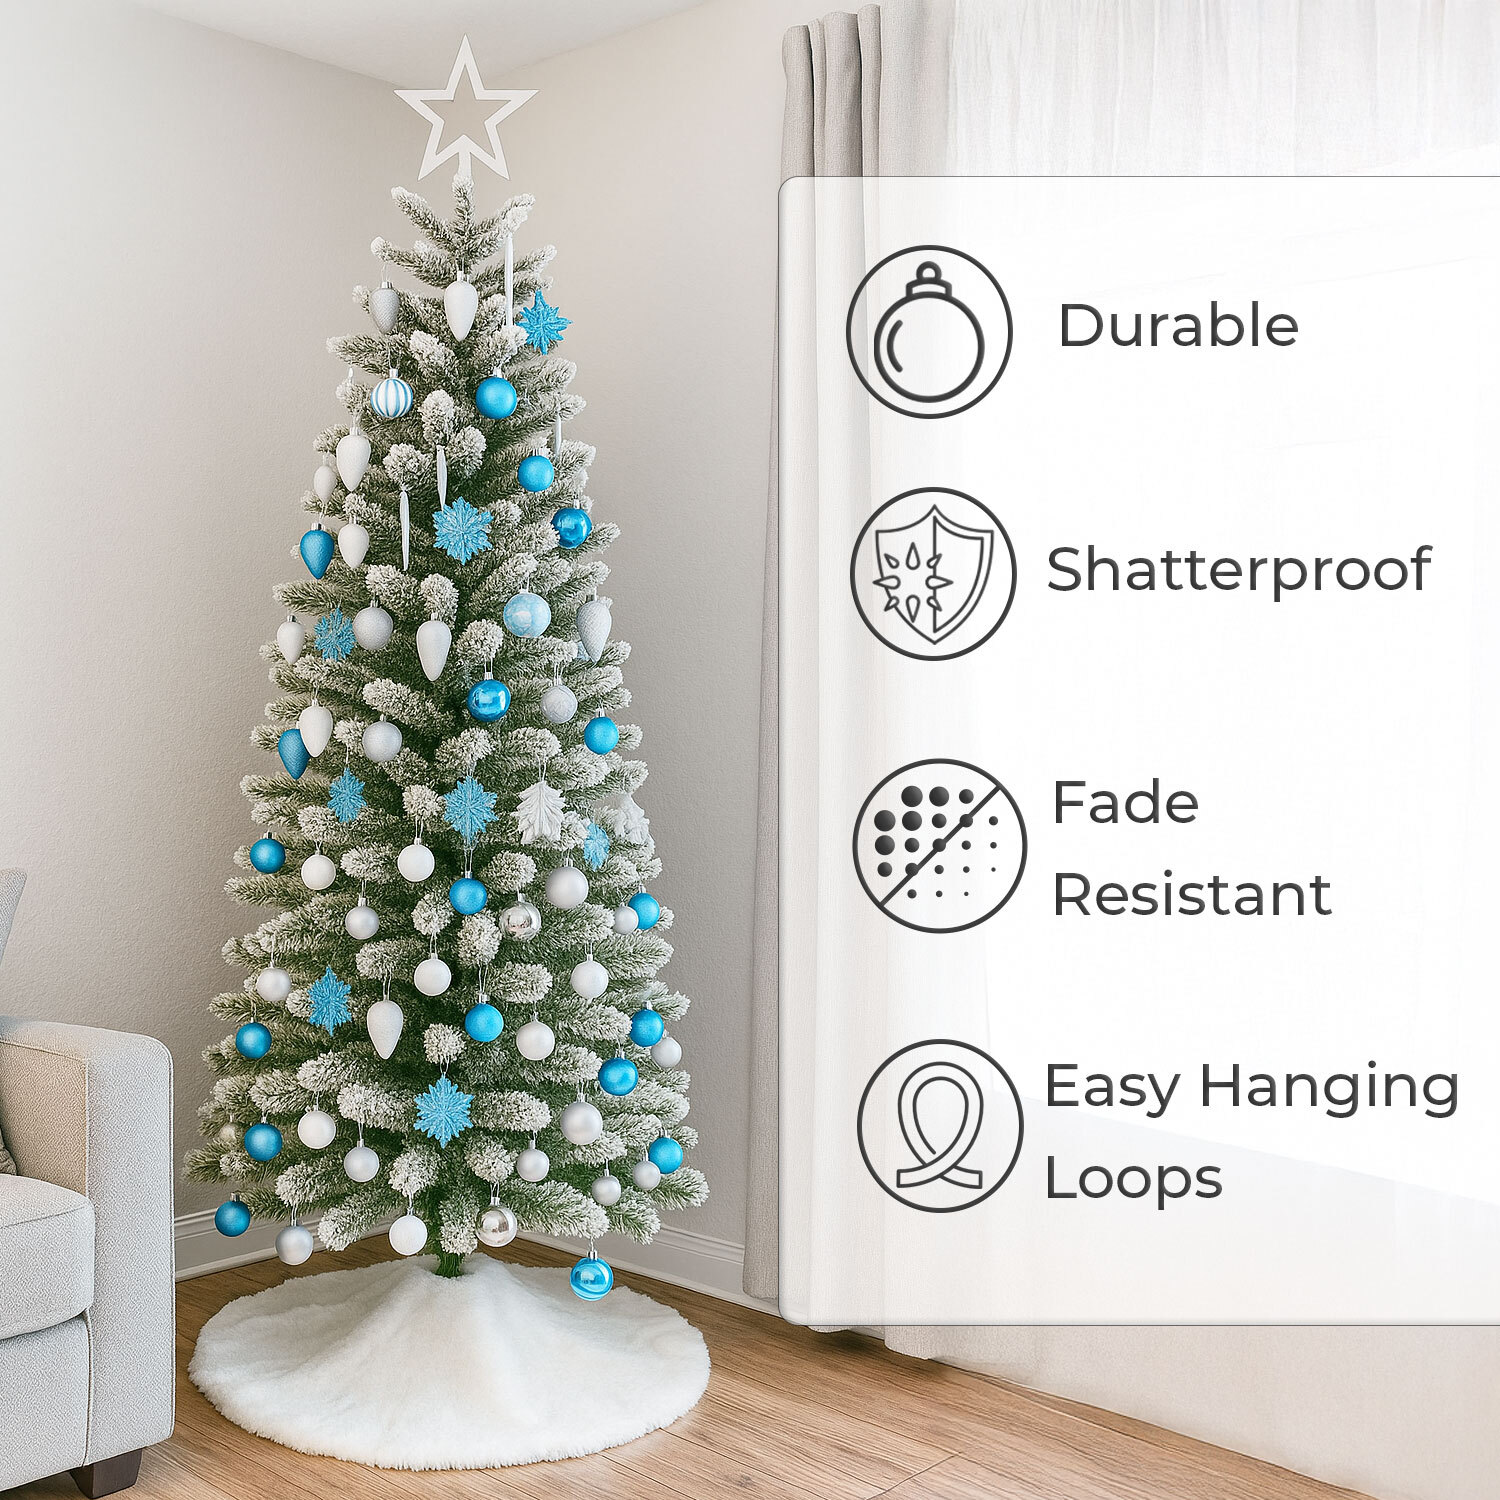 Durable
Shatterproof
Fade
Resistant
Easy Hanging
Loops